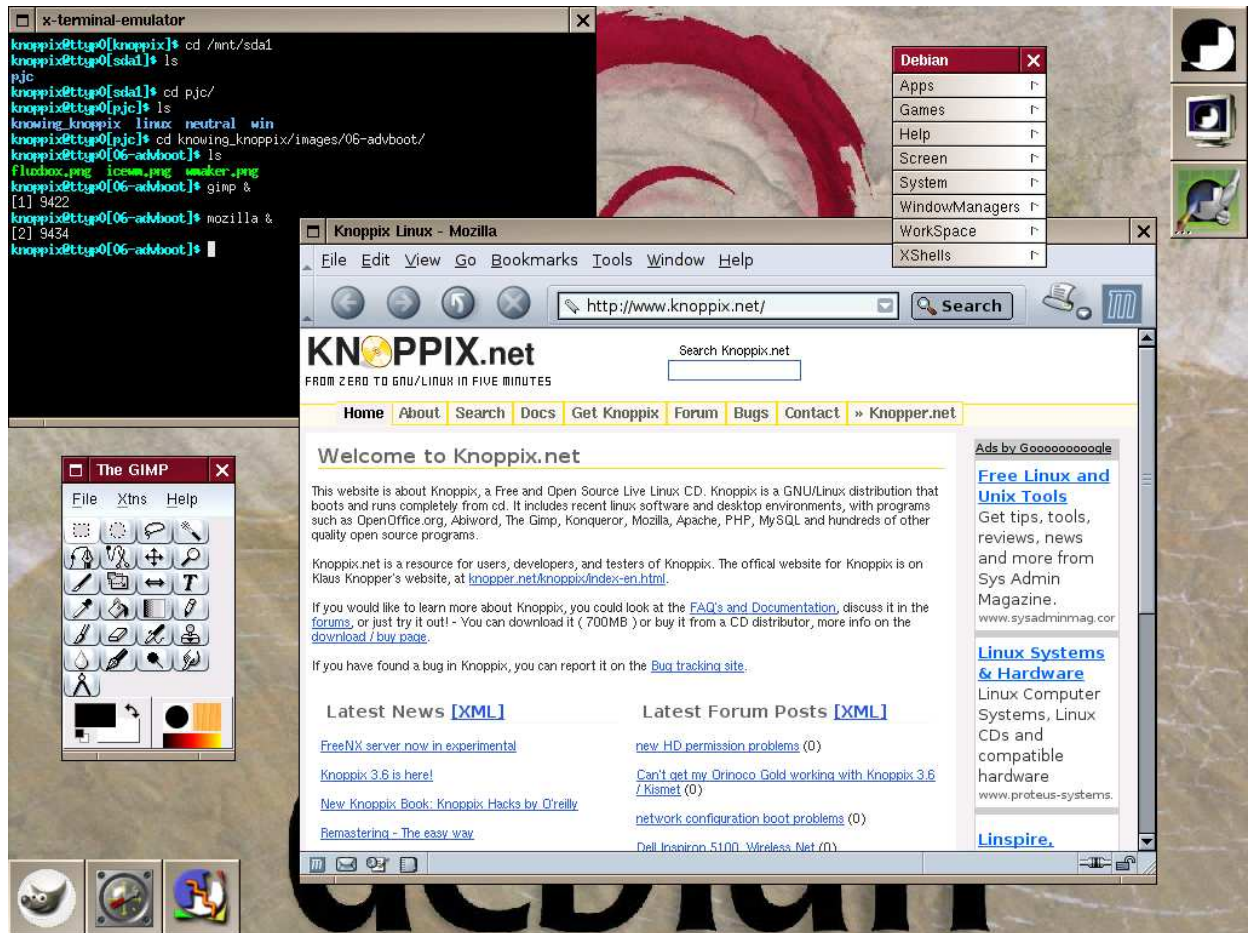 x-terminal-emulator
knoppix@ttyp0[knoppix]$ cd /mnt/sda1
knoppix@ttyp0[sda1]$ ls
pjc
knoppix@ttyp0[sda1]$ cd pjc/
knoppix@ttyp0[pjc]$ ls
knowing_knoppix linux neutral win
knoppix@ttyp0[pjc]$ cd knowing_knoppix/images/06-advboot/
knoppix@ttyp0[06-advboot]$ ls
fluxbox.png icewm.png wmaker.png
knoppix@ttyp0[06-advboot]$ gimp &
[1] 9422
knoppix@ttyp0[06-advboot]$ mozilla &
[2] 9434
knoppix@ttyp0[06-advboot]$
Debian
Apps
Games
Help
Screen
System
WindowManagers
WorkSpace
XShells
Knoppix Linux - Mozilla
File Edit View Go Bookmarks Tools Window Help
http://www.knoppix.net/
Search
KNOPPIX.net
FROM ZERO TO GNU/LINUX IN FIVE MINUTES
Search Knoppix.net
Home About Search Docs Get Knoppix Forum Bugs Contact » Knopper.net
Welcome to Knoppix.net
This website is about Knoppix, a Free and Open Source Live Linux CD. Knoppix is a GNU/Linux distribution that
boots and runs completely from cd. It includes recent linux software and desktop environments, with programs
such as OpenOffice.org, Abiword, The Gimp, Konqueror, Mozilla, Apache, PHP, MySQL and hundreds of other
quality open source programs.
Knoppix.net is a resource for users, developers, and testers of Knoppix. The offical website for Knoppix is on
Klaus Knopper's website, at knopper.net/knoppix/index-en.html.
If you would like to learn more about Knoppix, you could look at the FAQ's and Documentation, discuss it in the
forums, or just try it out! - You can download it ( 700MB ) or buy it from a CD distributor, more info on the
download / buy page.
If you have found a bug in Knoppix, you can report it on the Bug tracking site.
Latest News [XML]
FreeNX server now in experimental
Knoppix 3.6 is here!
New Knoppix Book: Knoppix Hacks by O'reilly
Remastering - The easy way
Latest Forum Posts [XML]
new HD permission problems (0)
Can't get my Orinoco Gold working with Knoppix 3.6
/ Kismet (0)
network configuration boot problems (0)
Dell Inspiron 5100, Wireless Net (0)
Ads by Goooooooooogle
Free Linux and
Unix Tools
Get tips, tools,
reviews, news
and more from
Sys Admin
Magazine.
www.sysadminmag.cor
Linux Systems
& Hardware
Linux Computer
Systems, Linux
CDs and
compatible
hardware
www.proteus-systems.
Linspire,
The GIMP
File Xtns Help
debian